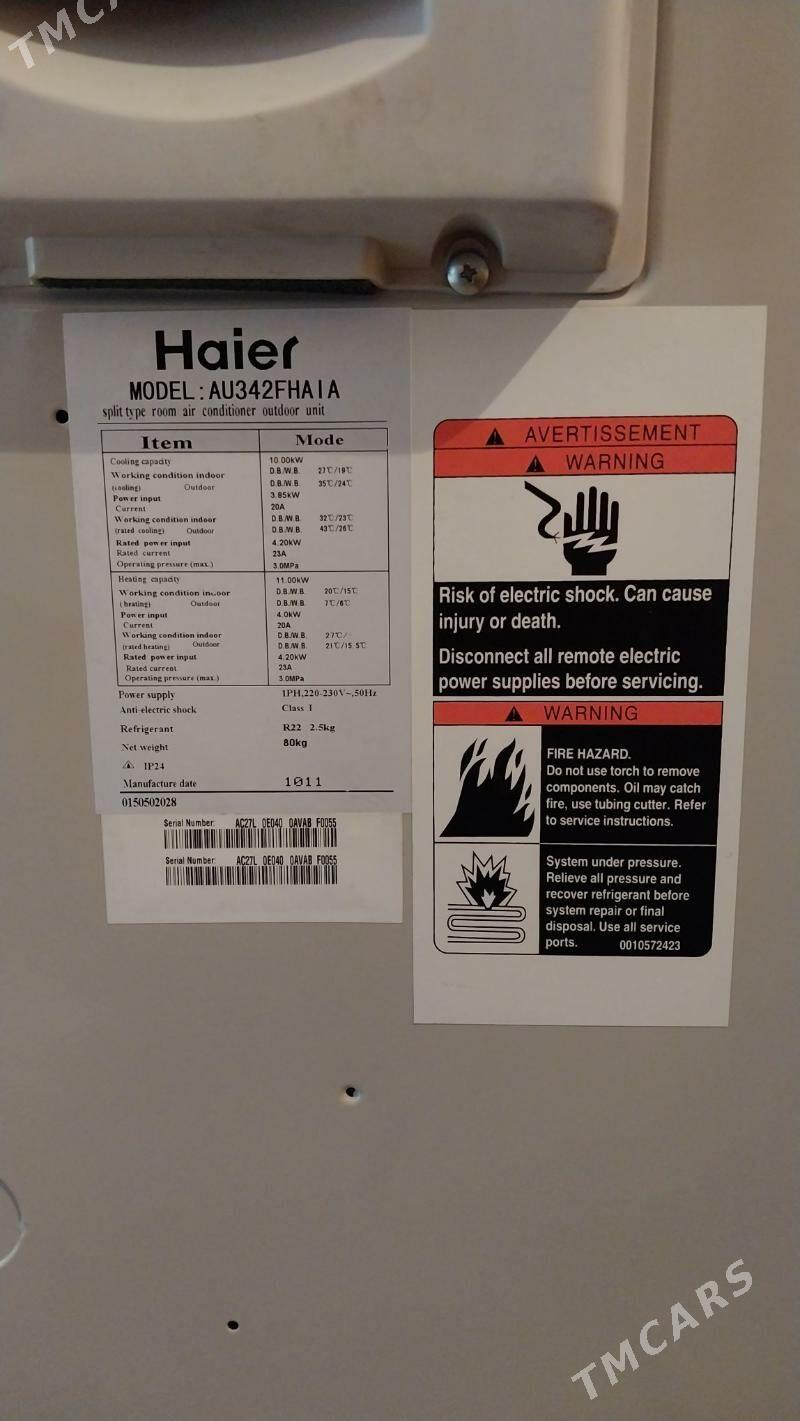 TMCA
Haier
MODEL:AU342FHAIA
split type room air conditioner outdoor unit
Item Mode
Cooling capacity 10.00kW
Working condition indoor D.B./W.B. 27℃/19℃
(cooling) Outdoor D.B./W.B. 35℃/24℃
Power input 3.85kW
Current 20A
Working condition indoor D.B./W.B. 32℃/23℃
(rated cooling) Outdoor D.B./W.B. 43℃/26℃
Rated power input 4.20kW
Rated current 23A
Operating pressure (max.) 3.0MPa
Heating capacity 11.00kW
Working condition indoor D.B./W.B. 20℃/15℃
(heating) Outdoor D.B./W.B. 7℃/6℃
Power input 4.0kW
Current 20A
Working condition indoor D.B./W.B. 27℃/-
(rated heating) Outdoor D.B./W.B. 21℃/15.5℃
Rated power input 4.20kW
Rated current 23A
Operating pressure (max.) 3.0MPa
Power supply 1PH,220-230V~,50Hz
Anti-electric shock Class I
Refrigerant R22 2.5kg
Net weight 80kg
IP24
Manufacture date 1011
0150502028
Serial Number: AC27L 0E040 0AVAB F0055
Serial Number: AC27L 0E040 0AVAB F0055
AVERTISSEMENT
WARNING
Risk of electric shock. Can cause
injury or death.
Disconnect all remote electric
power supplies before servicing.
WARNING
FIRE HAZARD.
Do not use torch to remove
components. Oil may catch
fire, use tubing cutter. Refer
to service instructions.
System under pressure.
Relieve all pressure and
recover refrigerant before
system repair or final
disposal. Use all service
ports. 0010572423
TMCARS